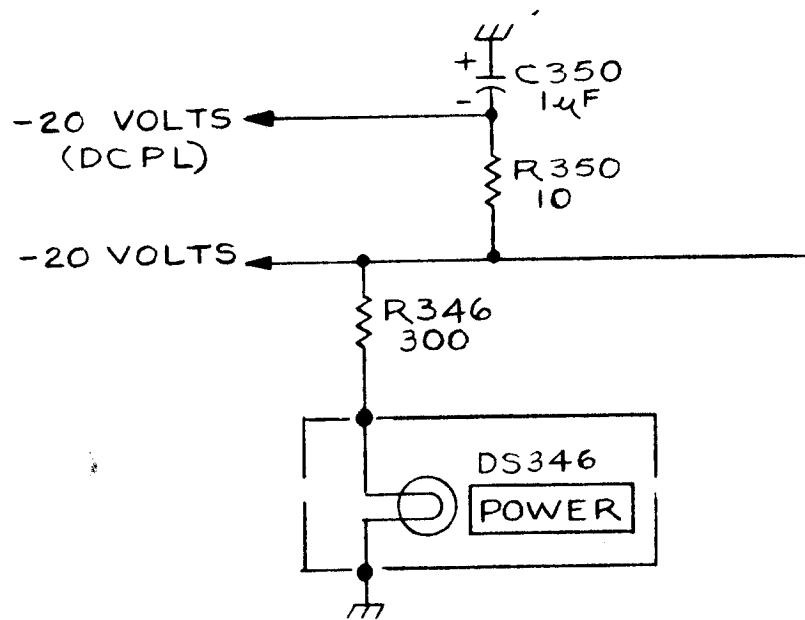 +
C350
-
1µF
-20 VOLTS
(DCPL)
R350
10
-20 VOLTS
R346
300
DS346
POWER